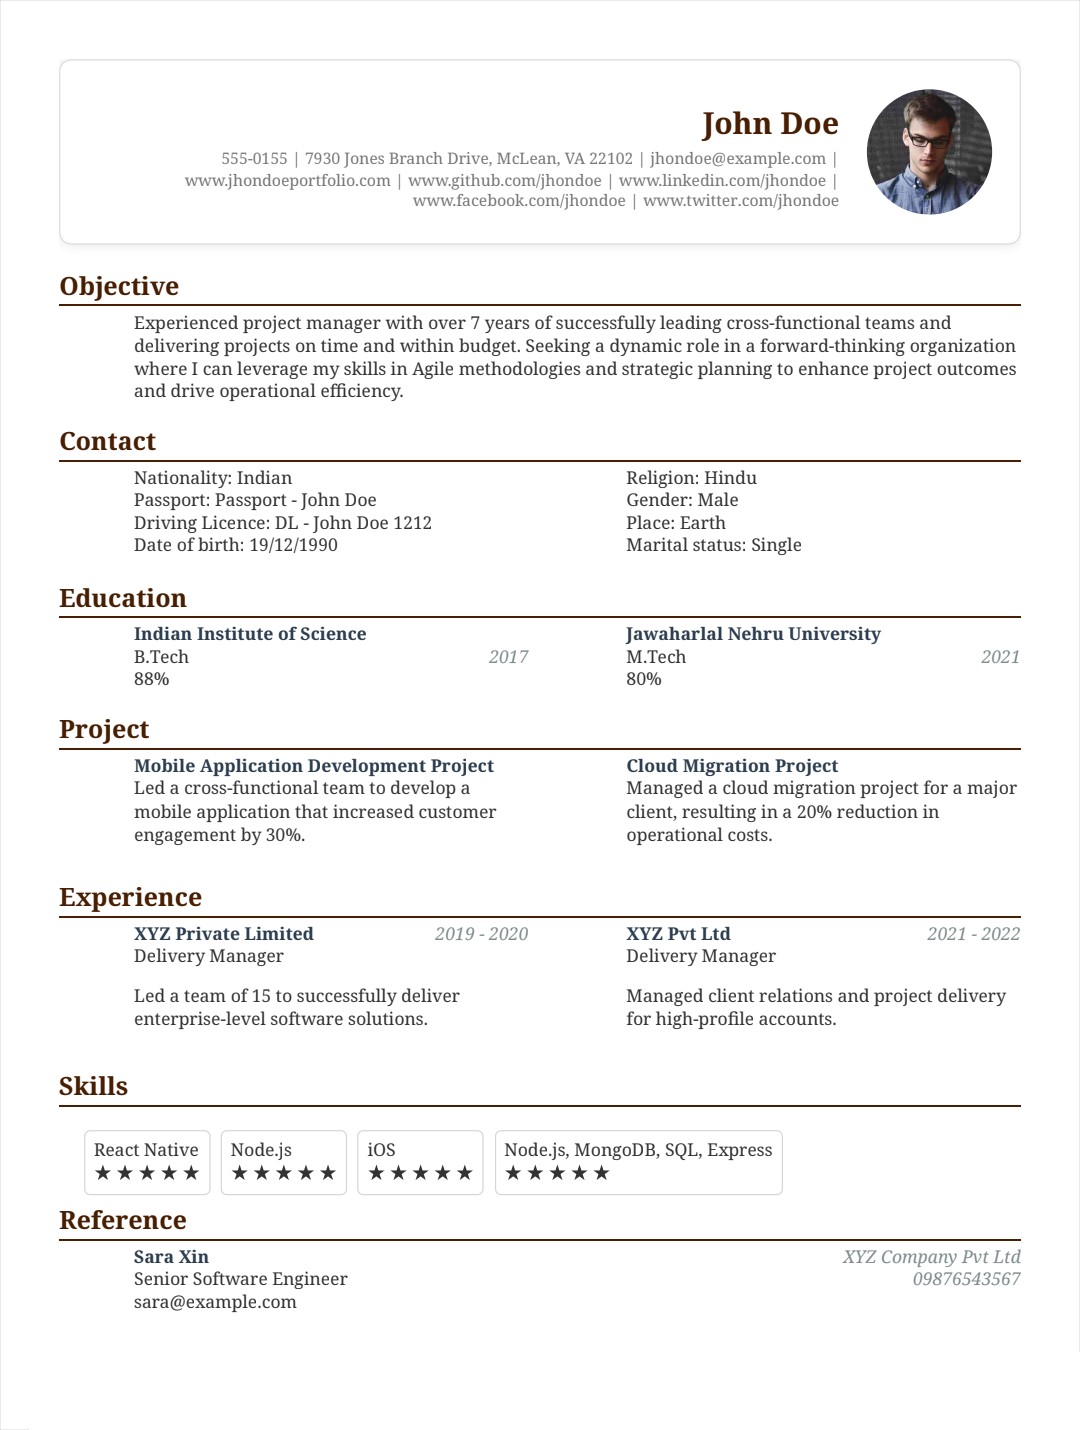 John Doe
555-0155 | 7930 Jones Branch Drive, McLean, VA 22102 | jhondoe@example.com |
www.jhondoeportfolio.com | www.github.com/jhondoe | www.linkedin.com/jhondoe |
www.facebook.com/jhondoe | www.twitter.com/jhondoe
Objective
Experienced project manager with over 7 years of successfully leading cross-functional teams and
delivering projects on time and within budget. Seeking a dynamic role in a forward-thinking organization
where I can leverage my skills in Agile methodologies and strategic planning to enhance project outcomes
and drive operational efficiency.
Contact
Nationality: Indian
Passport: Passport - John Doe
Driving Licence: DL - John Doe 1212
Date of birth: 19/12/1990
Religion: Hindu
Gender: Male
Place: Earth
Marital status: Single
Education
Indian Institute of Science
B.Tech 2017
88%
Jawaharlal Nehru University
M.Tech 2021
80%
Project
Mobile Application Development Project
Led a cross-functional team to develop a
mobile application that increased customer
engagement by 30%.
Cloud Migration Project
Managed a cloud migration project for a major
client, resulting in a 20% reduction in
operational costs.
Experience
XYZ Private Limited 2019 - 2020
Delivery Manager
Led a team of 15 to successfully deliver
enterprise-level software solutions.
XYZ Pvt Ltd 2021 - 2022
Delivery Manager
Managed client relations and project delivery
for high-profile accounts.
Skills
React Native
★★★★★
Node.js
★★★★★
iOS
★★★★★
Node.js, MongoDB, SQL, Express
★★★★★
Reference
Sara Xin XYZ Company Pvt Ltd
Senior Software Engineer 09876543567
sara@example.com